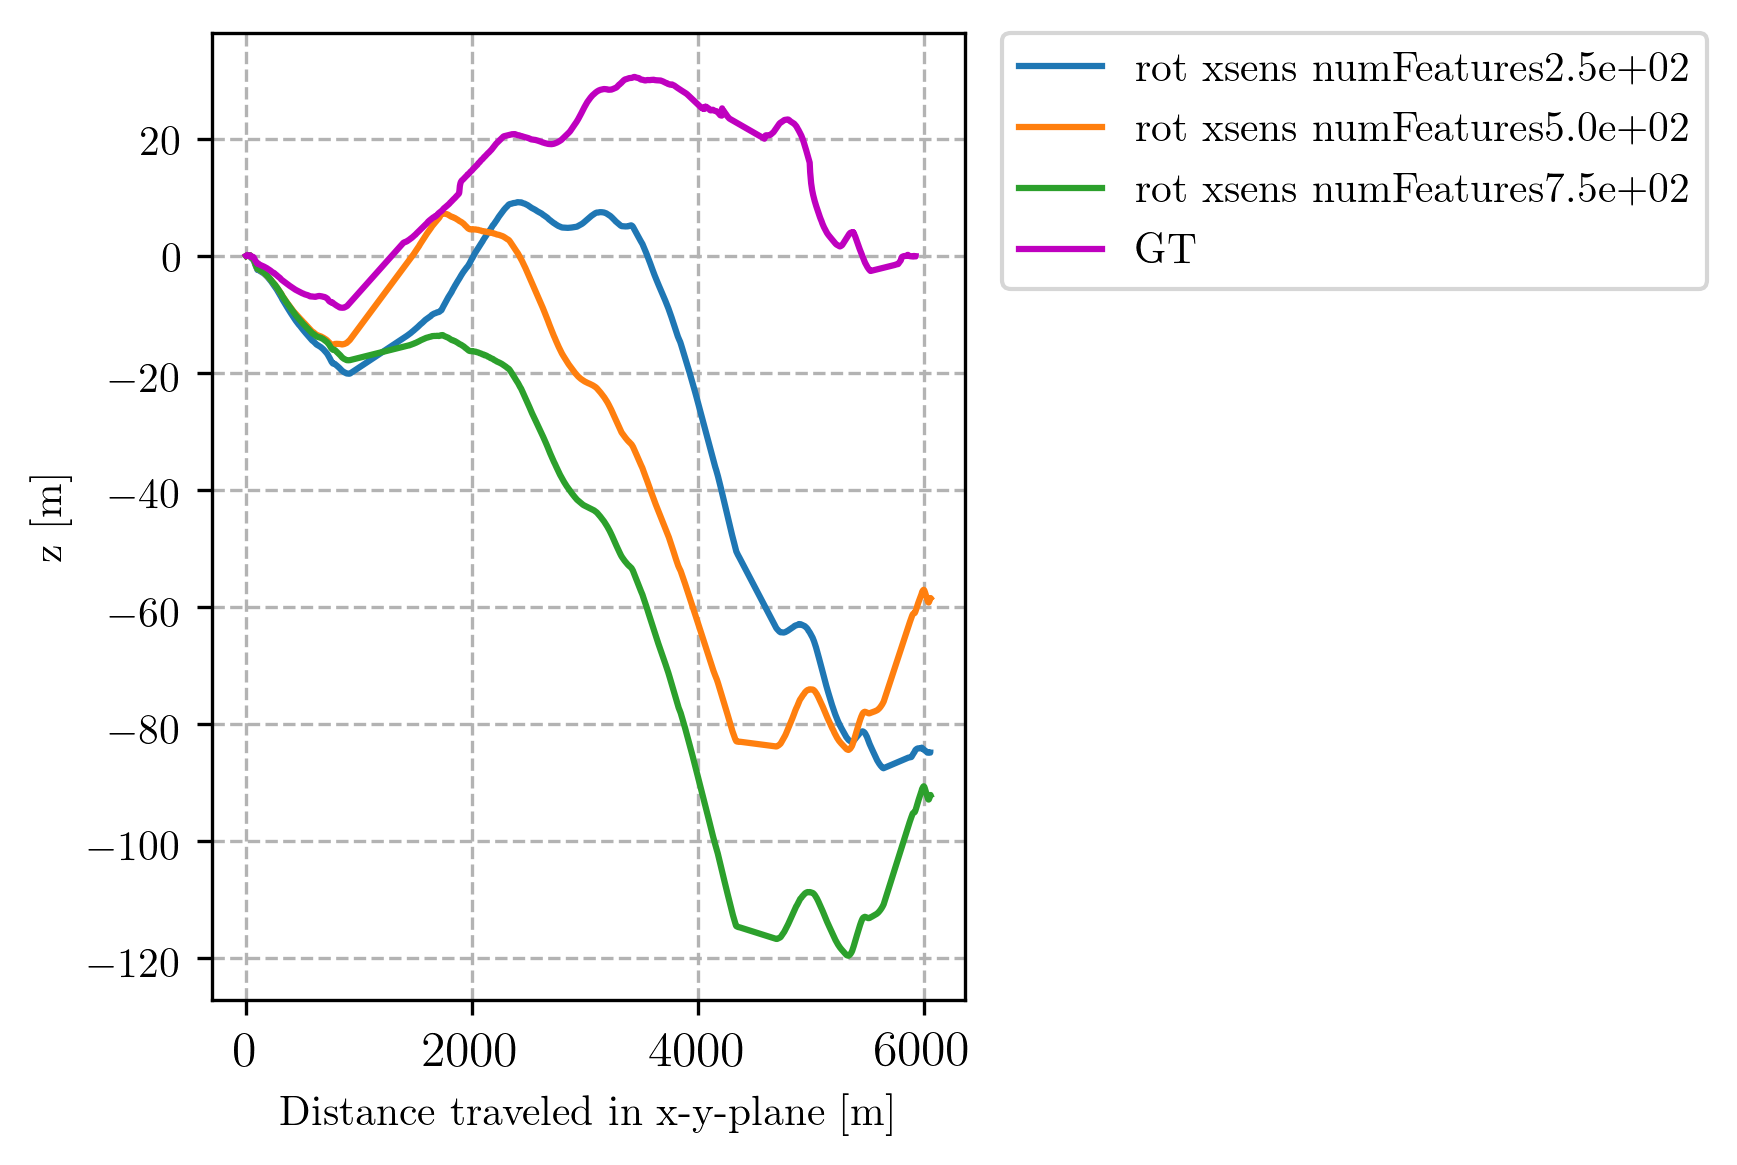 rot xsens numFeatures2.5e+02
rot xsens numFeatures5.0e+02
rot xsens numFeatures7.5e+02
GT
z [m]
20
0
−20
−40
−60
−80
−100
−120
0 2000 4000 6000
Distance traveled in x-y-plane [m]